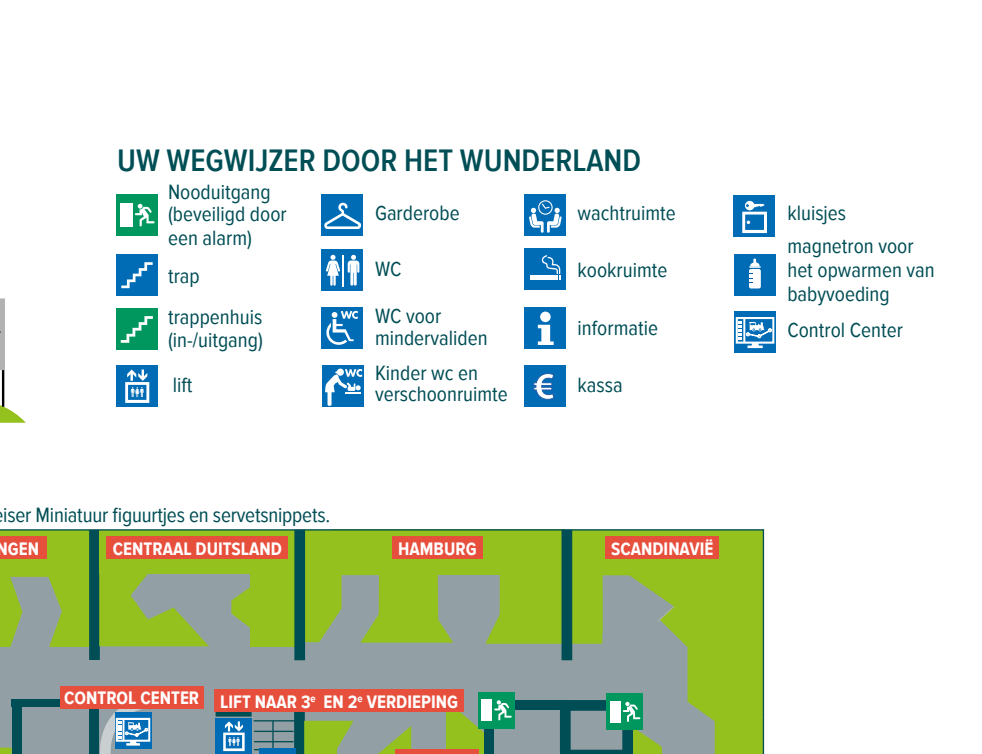 UW WEGWIJZER DOOR HET WUNDERLAND
Nooduitgang
(beveiligd door
een alarm)
trap
trappenhuis
(in-/uitgang)
lift
Garderobe
WC
WC
WC voor
mindervaliden
WC
Kinder wc en
verschoonruimte
wachtruimte
kookruimte
informatie
€
kassa
kluisjes
magnetron voor
het opwarmen van
babyvoeding
Control Center
eiser Miniatuur figuurtjes en servetsnippets.
NGEN
CENTRAAL DUITSLAND
HAMBURG
SCANDINAVIË
CONTROL CENTER
LIFT NAAR 3e EN 2e VERDIEPING